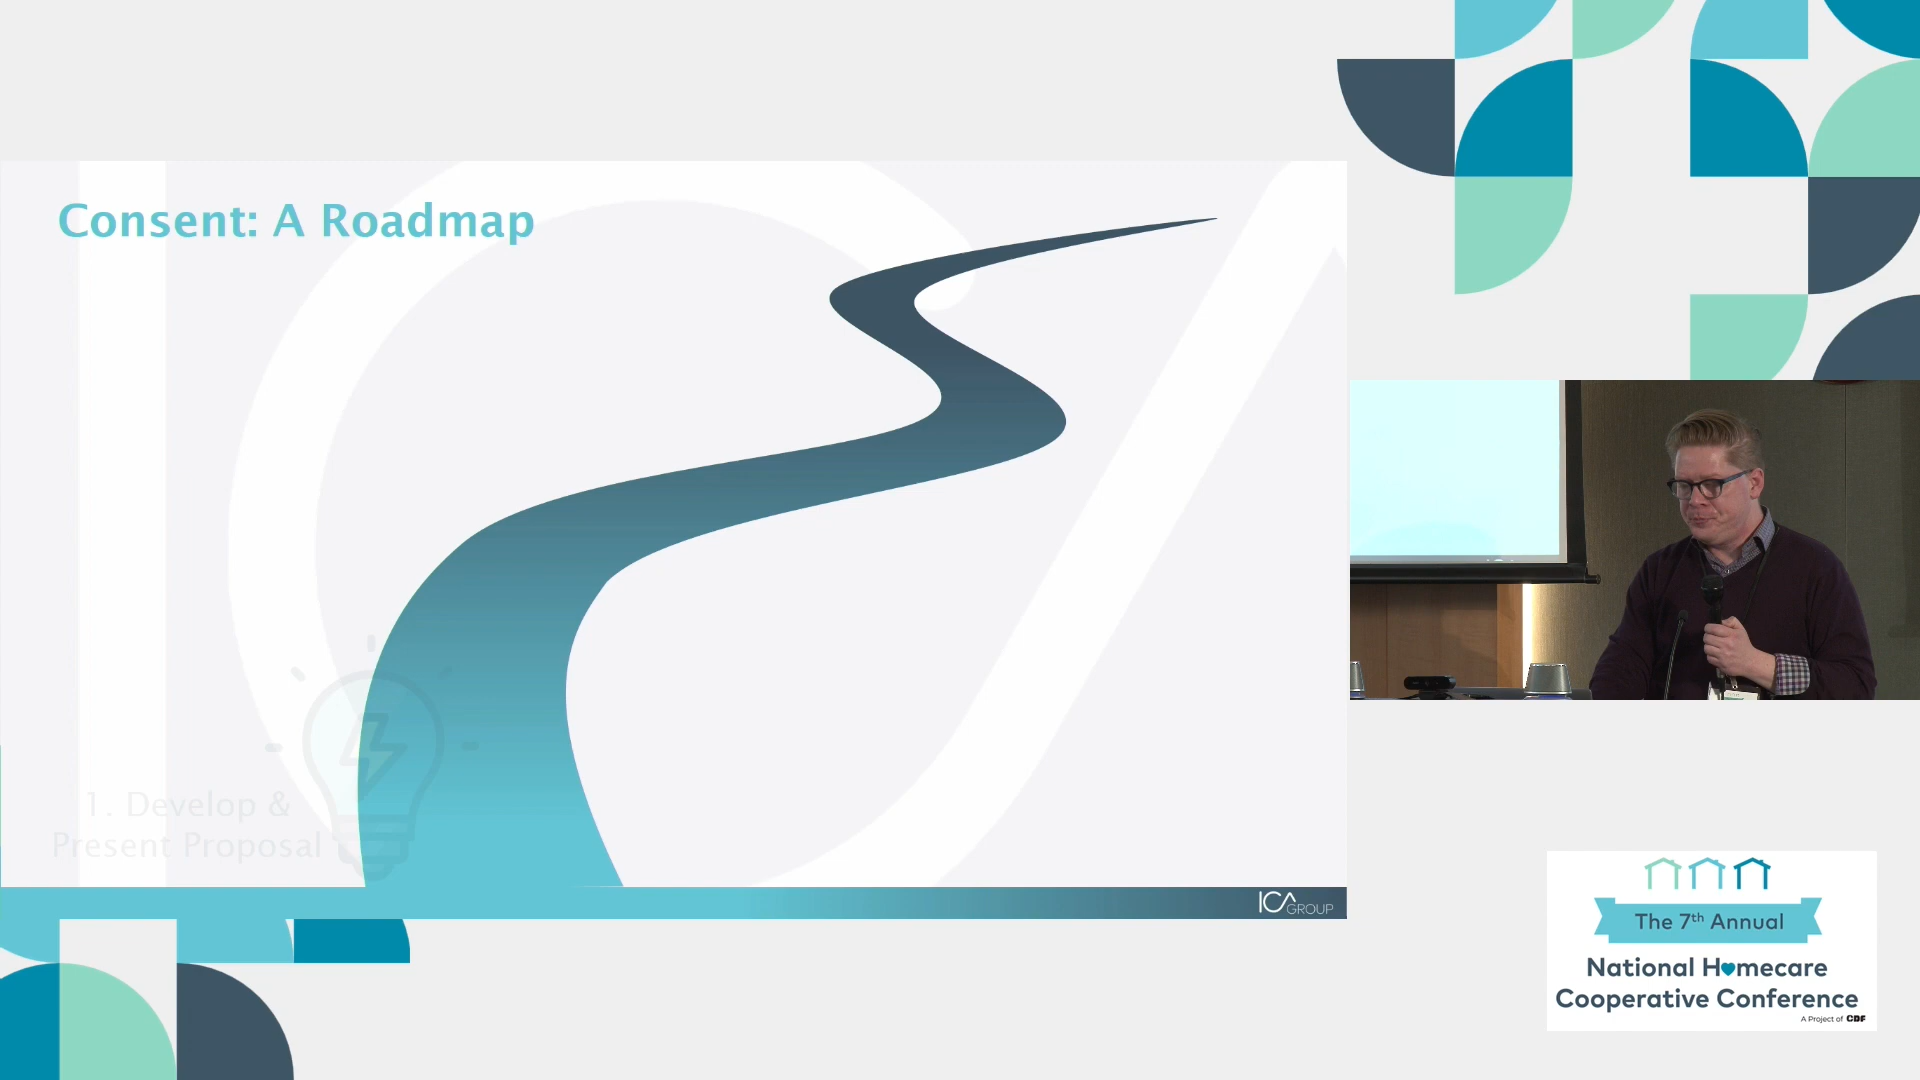 Consent: A Roadmap
1. Develop &
Present Proposal
ICA GROUP
The 7th Annual
National Homecare
Cooperative Conference
A Project of CDF